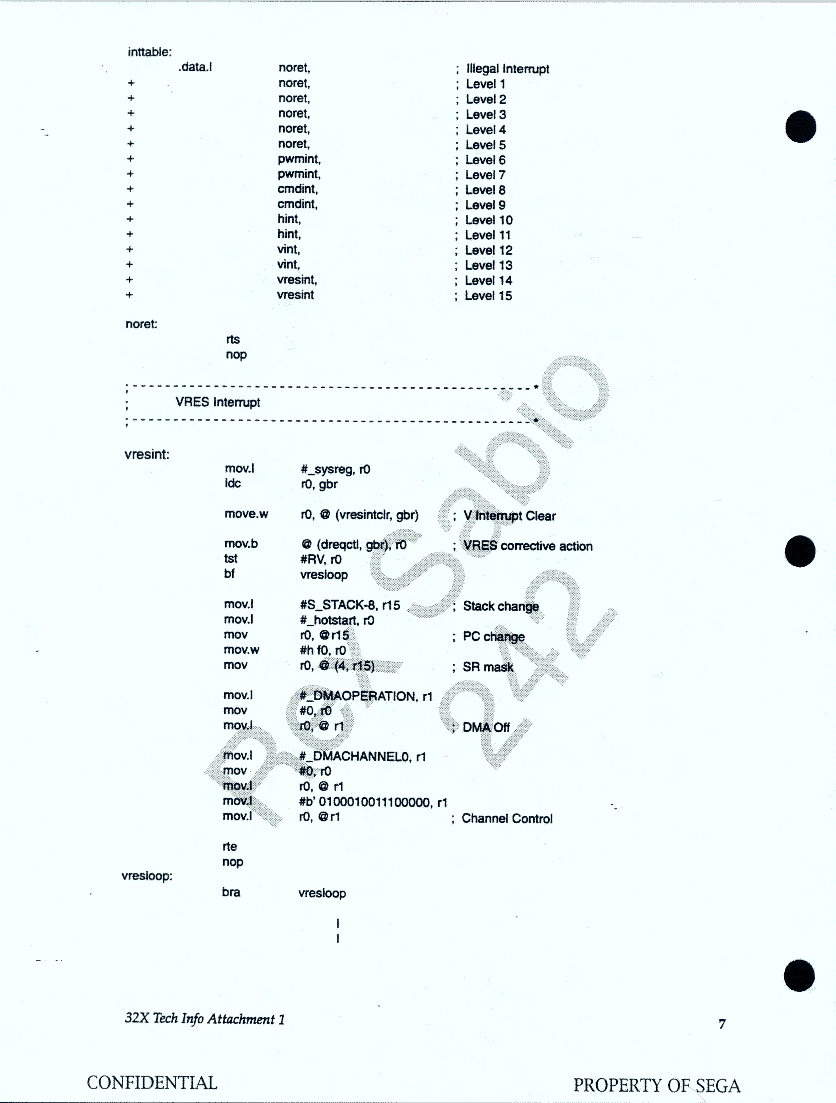 inttable:
.data.l noret, ; Illegal Interrupt
+ noret, ; Level 1
+ noret, ; Level 2
+ noret, ; Level 3
+ noret, ; Level 4
+ noret, ; Level 5
+ pwmint, ; Level 6
+ pwmint, ; Level 7
+ cmdint, ; Level 8
+ cmdint, ; Level 9
+ hint, ; Level 10
+ hint, ; Level 11
+ vint, ; Level 12
+ vint, ; Level 13
+ vresint, ; Level 14
+ vresint ; Level 15
noret:
rts
nop
;-----------------------------------------------------*
; VRES Interrupt
;-----------------------------------------------------*
vresint:
mov.l #_sysreg, r0
ldc r0, gbr
move.w r0, @ (vresintclr, gbr) ; V Interrupt Clear
mov.b @ (dreqctl, gbr), r0 ; VRES corrective action
tst #RV, r0
bf vresloop
mov.l #S_STACK-8, r15 ; Stack change
mov.l #_hotstart, r0
mov r0, @r15 ; PC change
mov.w #h f0, r0
mov r0, @ (4, r15) ; SR mask
mov.l #_DMAOPERATION, r1
mov #0, r0
mov.l r0, @ r1 ; DMA Off
mov.l #_DMACHANNEL0, r1
mov #0, r0
mov.l r0, @ r1
mov.l #b' 0100010011100000, r1
mov.l r0, @r1 ; Channel Control
rte
nop
vresloop:
bra vresloop
|
|
Rex Sabio
242
32X Tech Info Attachment 1 7
CONFIDENTIAL PROPERTY OF SEGA